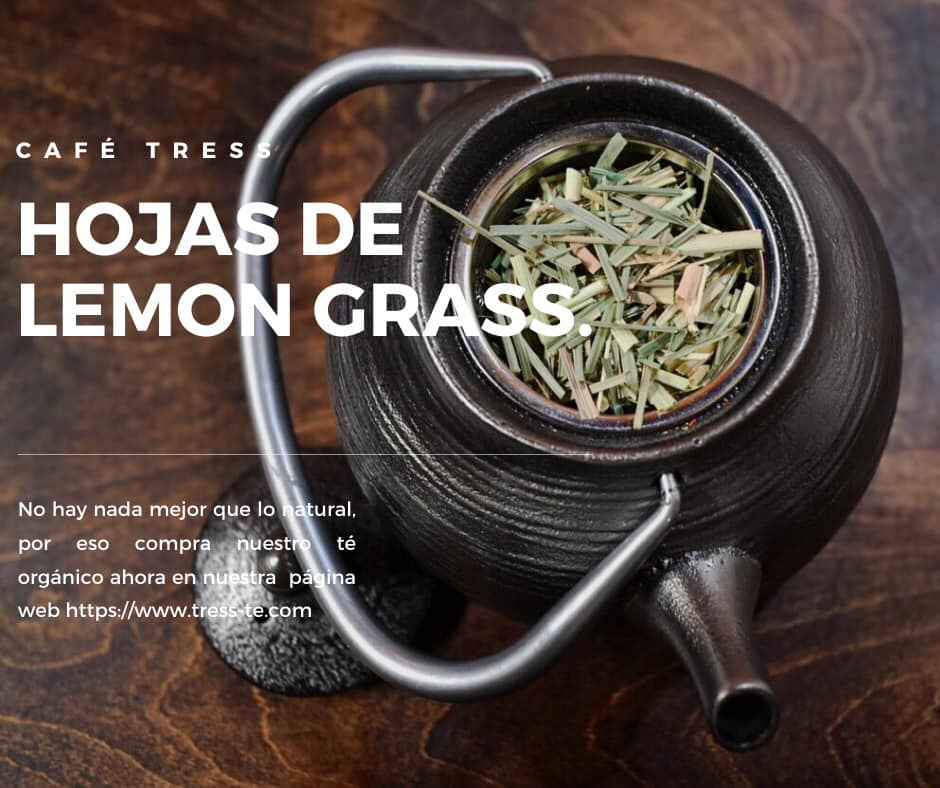 CAFÉ TRESS
HOJAS DE
LEMON GRASS.
No hay nada mejor que lo natural,
por eso compra nuestro té
orgánico ahora en nuestra página
web https://www.tress-te.com